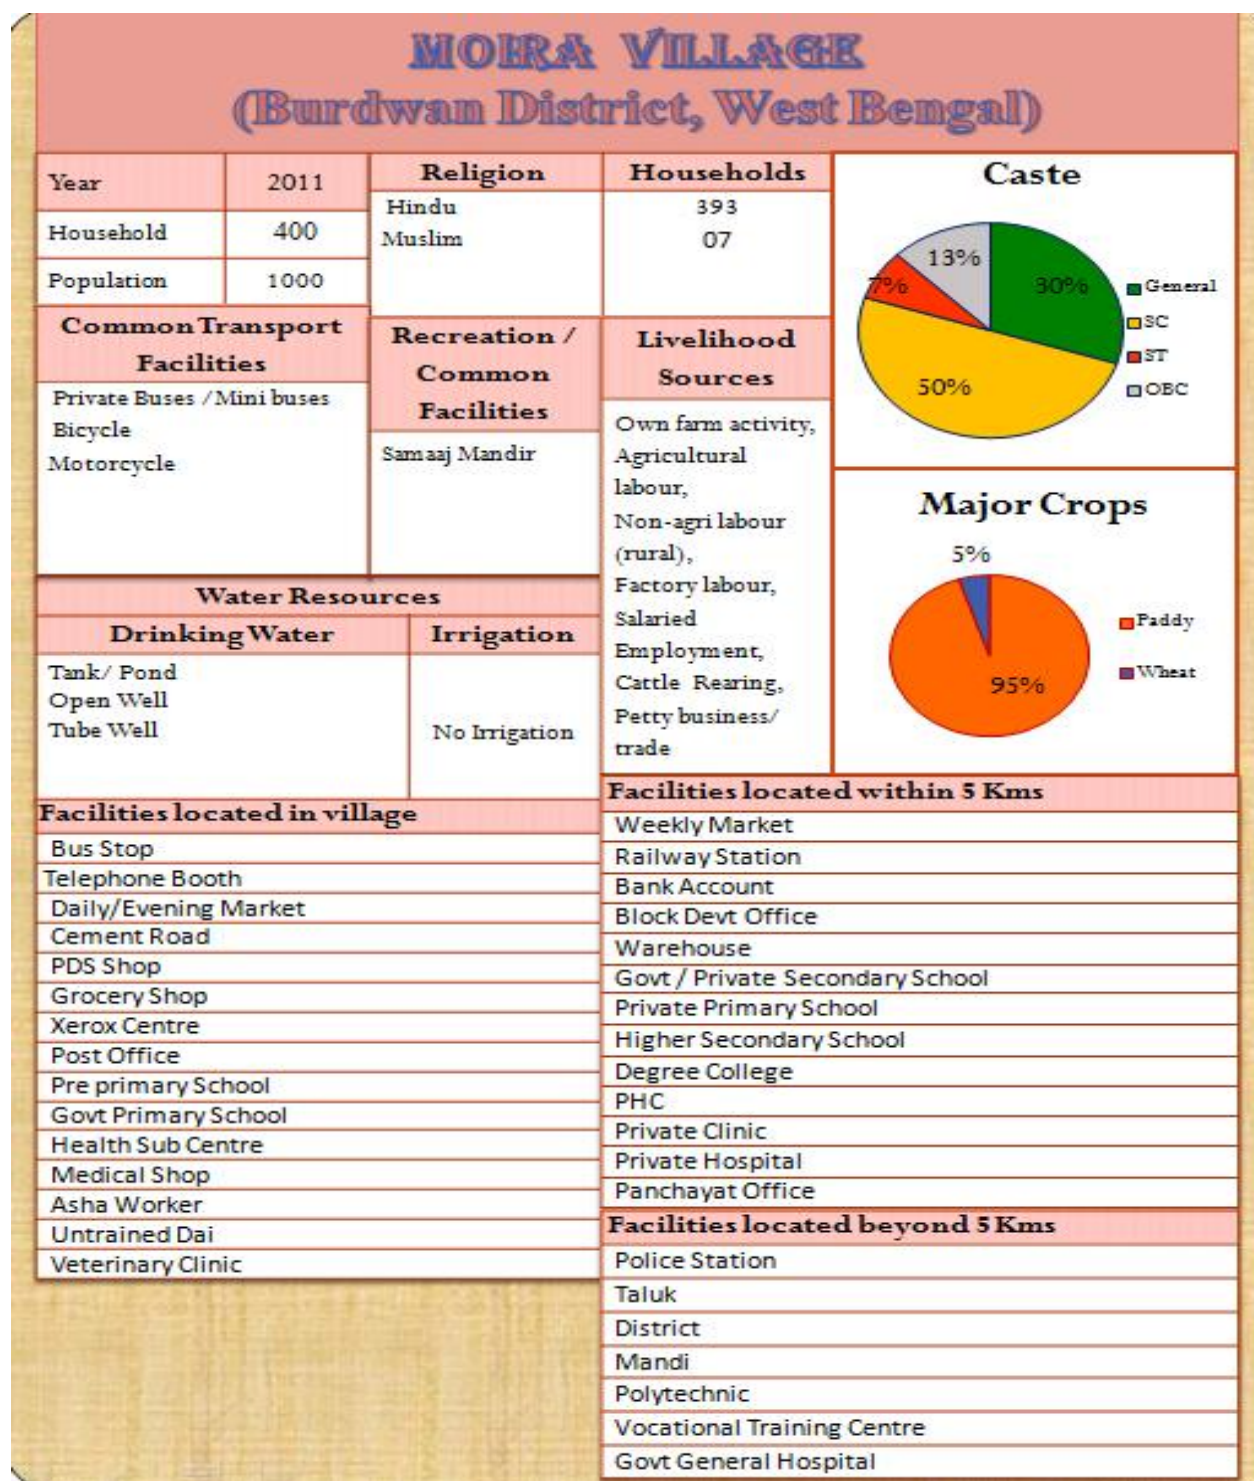 MOIRA VILLAGE
(Burdwan District, West Bengal)
Year 2011
Household 400
Population 1000
Religion Households
Hindu 393
Muslim 07
Caste
13%
30%
7%
50%
General
SC
ST
OBC
Common Transport
Facilities
Private Buses / Mini buses
Bicycle
Motorcycle
Recreation /
Common
Facilities
Samaaj Mandir
Livelihood
Sources
Own farm activity,
Agricultural
labour,
Non-agri labour
(rural),
Factory labour,
Salaried
Employment,
Cattle Rearing,
Petty business/
trade
Major Crops
5%
95%
Paddy
Wheat
Water Resources
Drinking Water Irrigation
Tank/ Pond
Open Well
Tube Well
No Irrigation
Facilities located in village
Bus Stop
Telephone Booth
Daily/Evening Market
Cement Road
PDS Shop
Grocery Shop
Xerox Centre
Post Office
Pre primary School
Govt Primary School
Health Sub Centre
Medical Shop
Asha Worker
Untrained Dai
Veterinary Clinic
Facilities located within 5 Kms
Weekly Market
Railway Station
Bank Account
Block Devt Office
Warehouse
Govt / Private Secondary School
Private Primary School
Higher Secondary School
Degree College
PHC
Private Clinic
Private Hospital
Panchayat Office
Facilities located beyond 5 Kms
Police Station
Taluk
District
Mandi
Polytechnic
Vocational Training Centre
Govt General Hospital